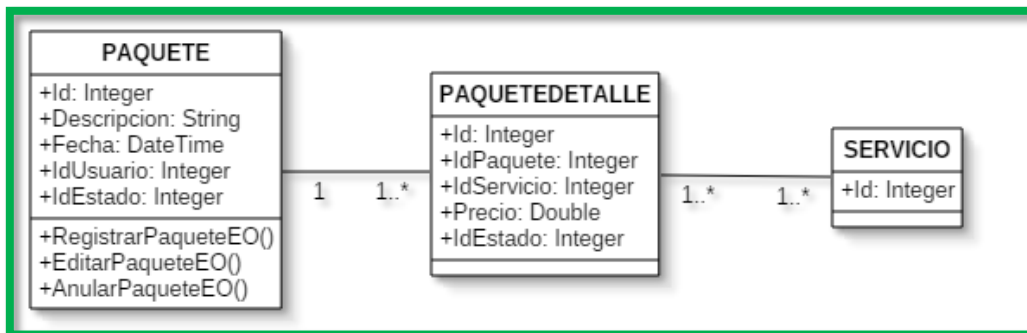 PAQUETE
+Id: Integer
+Descripcion: String
+Fecha: DateTime
+IdUsuario: Integer
+IdEstado: Integer
+RegistrarPaqueteEO()
+EditarPaqueteEO()
+AnularPaqueteEO()
1
1..*
PAQUETEDETALLE
+Id: Integer
+IdPaquete: Integer
+IdServicio: Integer
+Precio: Double
+IdEstado: Integer
1..*
1..*
SERVICIO
+Id: Integer